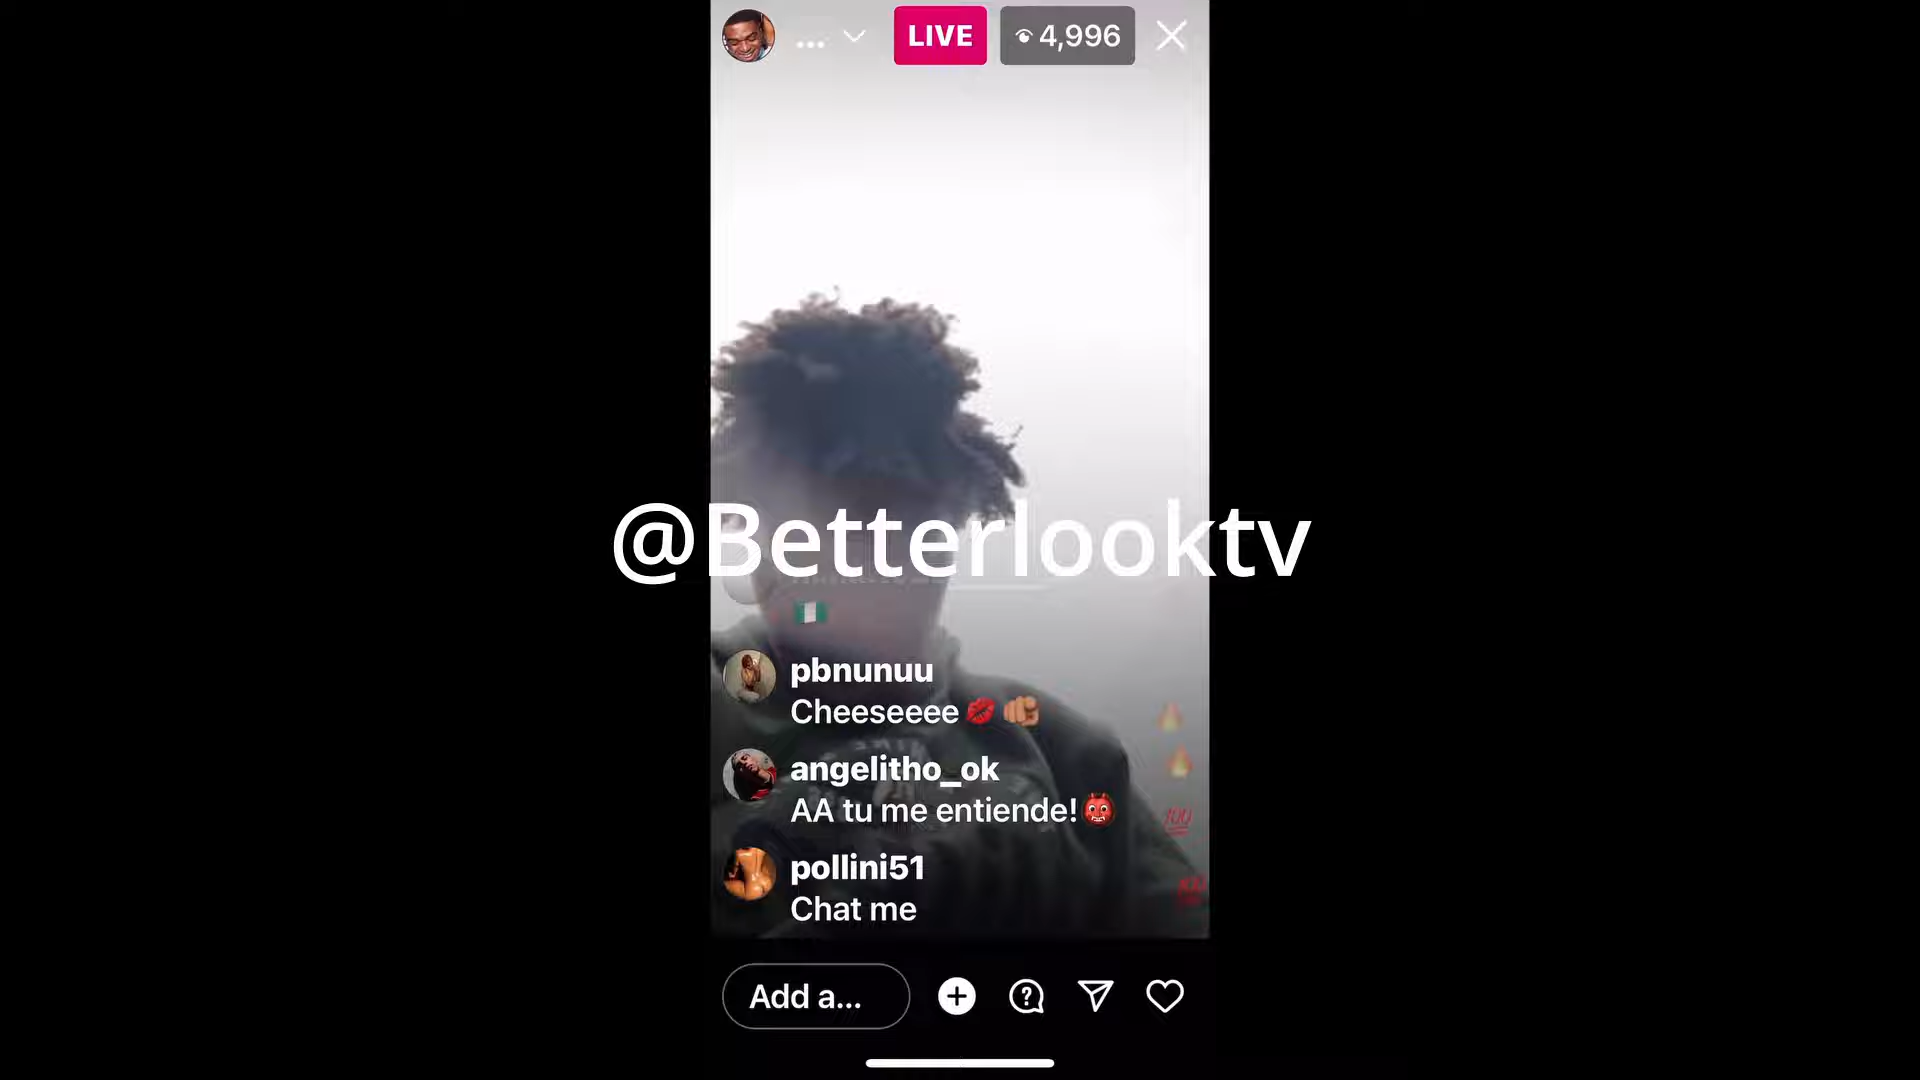 ... LIVE 4,996
@Betterlooktv
pbnunuu
Cheeseeee💋🫵🏽
angelitho_ok
AA tu me entiende!👹
pollini51
Chat me
Add a...